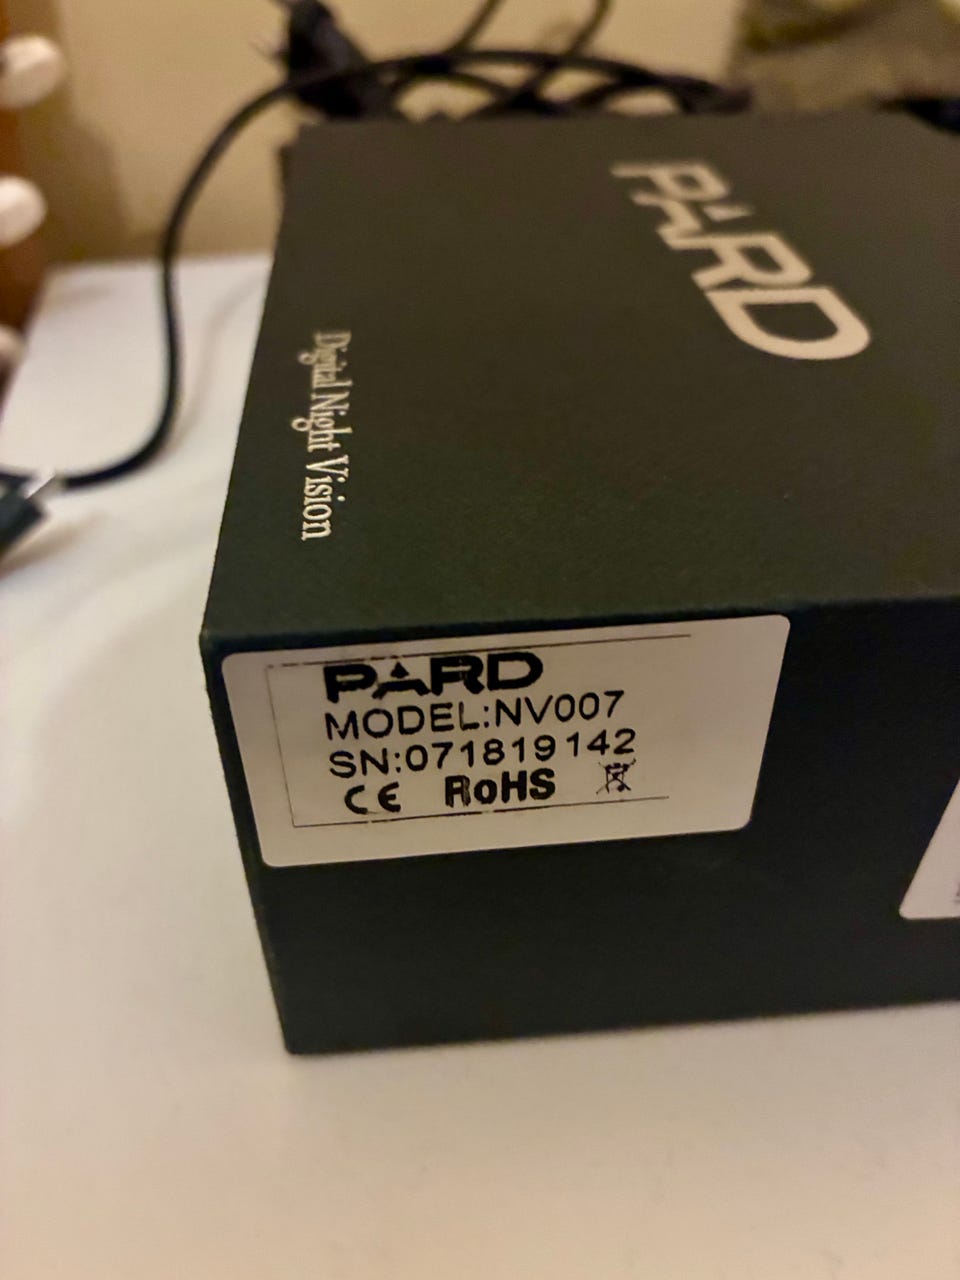 PARD
Digital Night Vision
PARD
MODEL:NV007
SN:071819142
CE RoHS